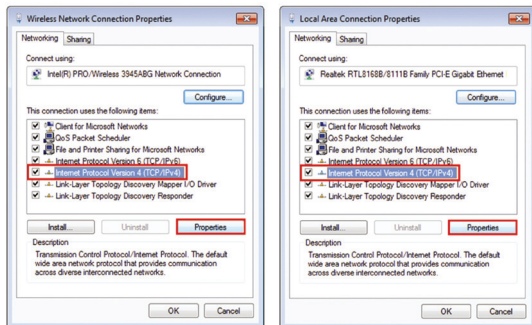 Wireless Network Connection Properties
Networking Sharing
Connect using:
Intel(R) PRO/Wireless 3945ABG Network Connection
Configure...
This connection uses the following items:
Client for Microsoft Networks
QoS Packet Scheduler
File and Printer Sharing for Microsoft Networks
Internet Protocol Version 6 (TCP/IPv6)
Internet Protocol Version 4 (TCP/IPv4)
Link-Layer Topology Discovery Mapper I/O Driver
Link-Layer Topology Discovery Responder
Install... Uninstall Properties
Description
Transmission Control Protocol/Internet Protocol. The default
wide area network protocol that provides communication
across diverse interconnected networks.
OK Cancel
Local Area Connection Properties
Networking Sharing
Connect using:
Realtek RTL8168B/8111B Family PCI-E Gigabit Ethernet
Configure...
This connection uses the following items:
Client for Microsoft Networks
QoS Packet Scheduler
File and Printer Sharing for Microsoft Networks
Internet Protocol Version 6 (TCP/IPv6)
Internet Protocol Version 4 (TCP/IPv4)
Link-Layer Topology Discovery Mapper I/O Driver
Link-Layer Topology Discovery Responder
Install... Uninstall Properties
Description
Transmission Control Protocol/Internet Protocol. The default
wide area network protocol that provides communication
across diverse interconnected networks.
OK Cancel